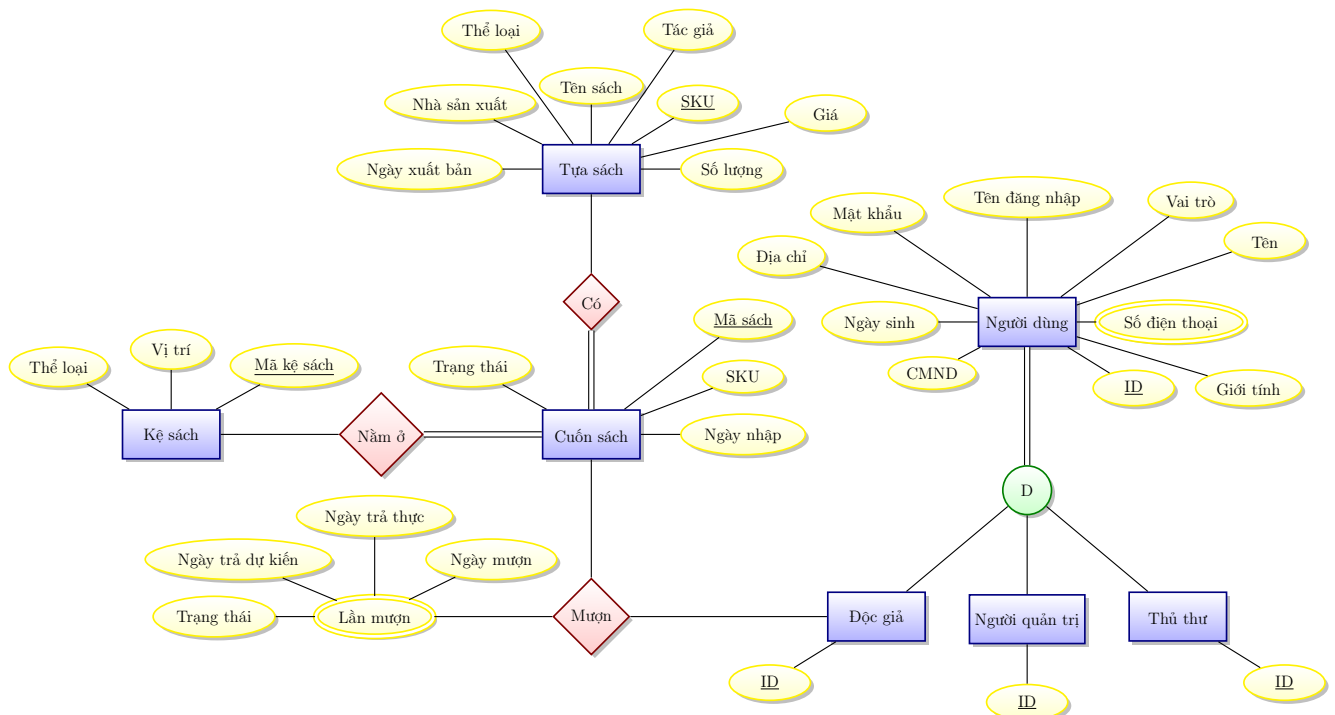 Thể loại
Tác giả
Tên sách
Nhà sản xuất
SKU
Giá
Ngày xuất bản
Tựa sách
Số lượng
Tên đăng nhập
Vai trò
Mật khẩu
Tên
Địa chỉ
Có
Mã sách
Ngày sinh
Người dùng
Số điện thoại
Vị trí
Thể loại
Mã kệ sách
Trạng thái
SKU
CMND
ID
Giới tính
Kệ sách
Nằm ở
Cuốn sách
Ngày nhập
D
Ngày trả thực
Ngày trả dự kiến
Ngày mượn
Trạng thái
Lần mượn
Mượn
Độc giả
Người quản trị
Thủ thư
ID
ID
ID